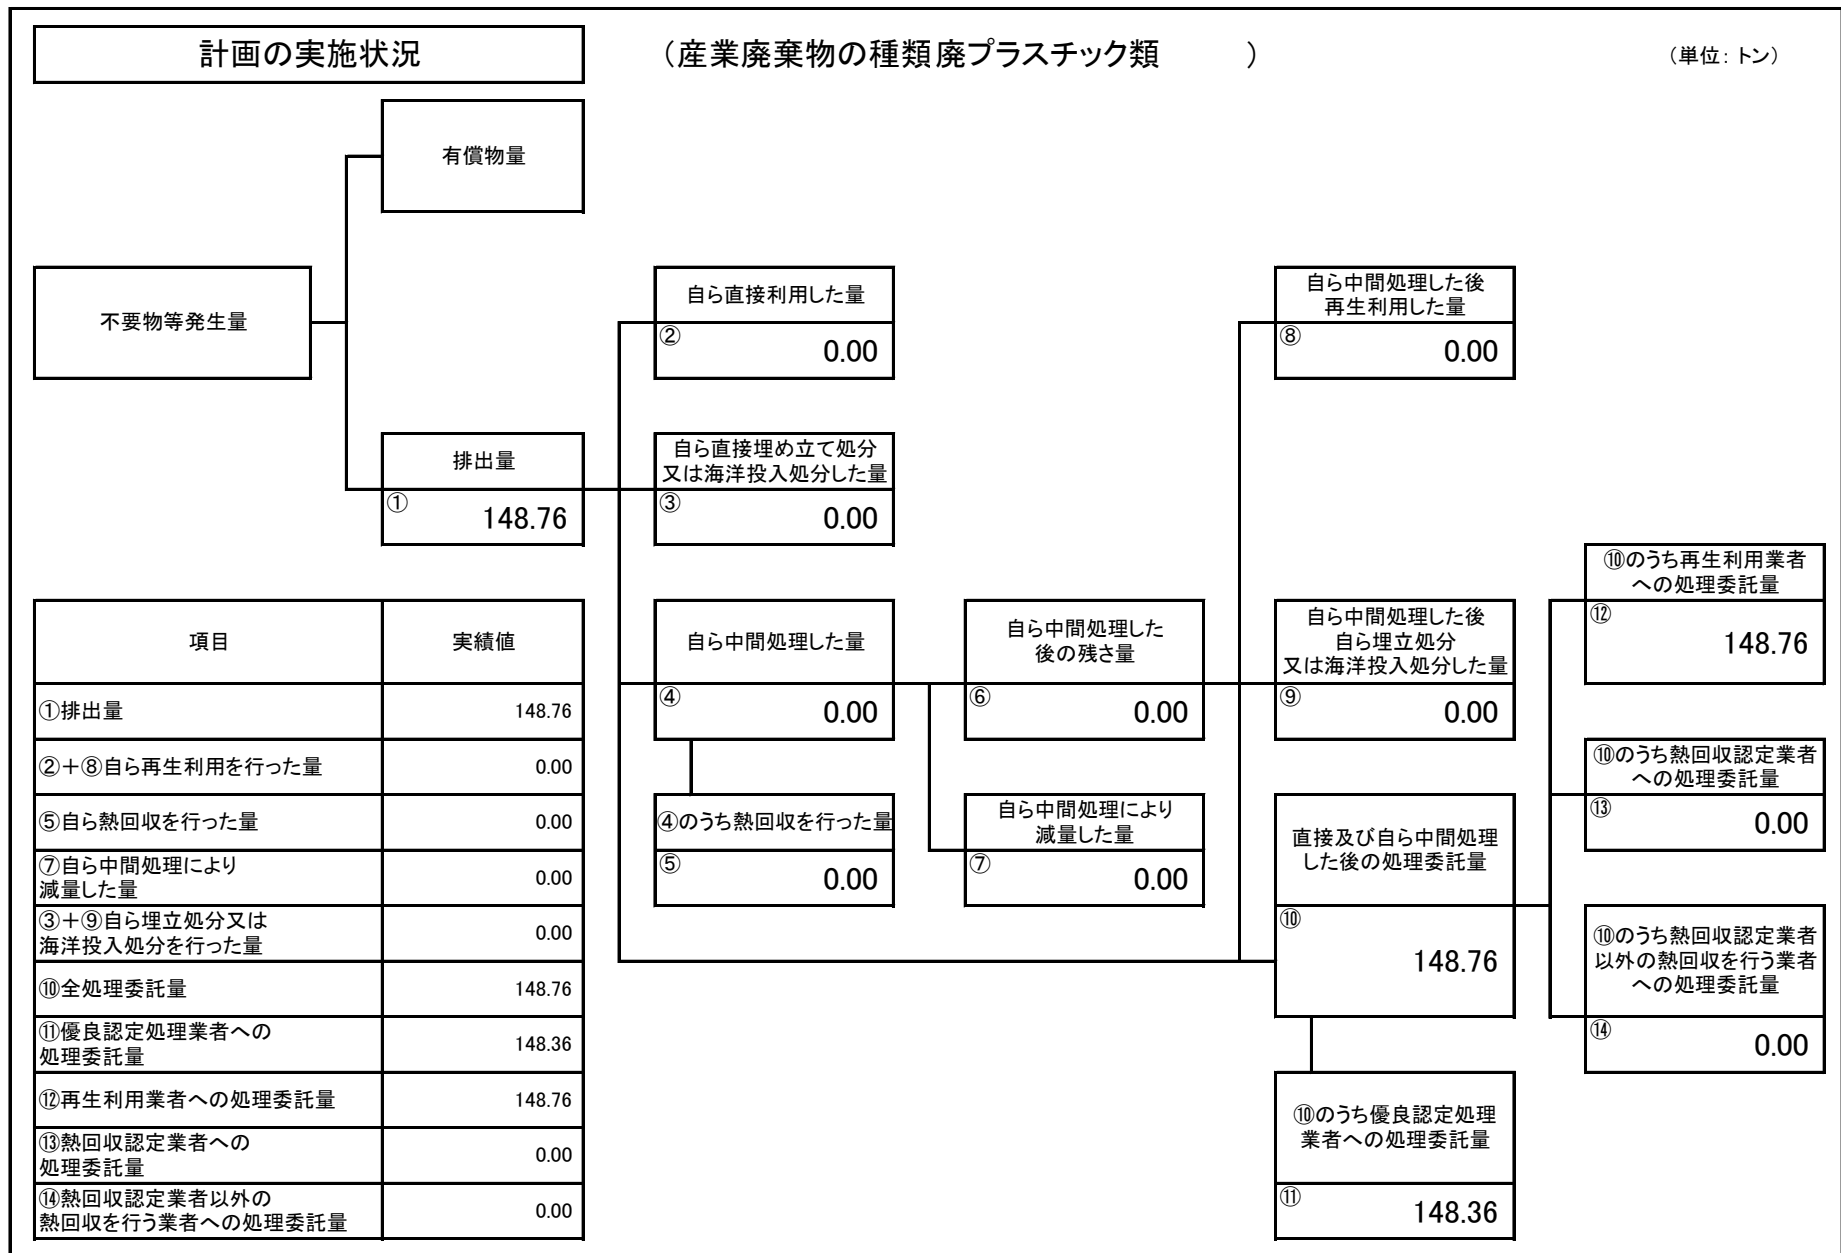 計画の実施状況
（産業廃棄物の種類 廃プラスチック類　　　）
（単位：トン）
有償物量
不要物等発生量
自ら直接利用した量
②
0.00
自ら中間処理した後
再生利用した量
⑧
0.00
排出量
①
148.76
自ら直接埋め立て処分
又は海洋投入処分した量
③
0.00
⑩のうち再生利用業者
への処理委託量
⑫
148.76
自ら中間処理した量
④
0.00
自ら中間処理した
後の残さ量
⑥
0.00
自ら中間処理した後
自ら埋立処分
又は海洋投入処分した量
⑨
0.00
⑩のうち熱回収認定業者
への処理委託量
⑬
0.00
④のうち熱回収を行った量
⑤
0.00
自ら中間処理により
減量した量
⑦
0.00
直接及び自ら中間処理
した後の処理委託量
⑩
148.76
⑩のうち熱回収認定業者
以外の熱回収を行う業者
への処理委託量
⑭
0.00
⑩のうち優良認定処理
業者への処理委託量
⑪
148.36
項目 実績値
①排出量 148.76
②＋⑧自ら再生利用を行った量 0.00
⑤自ら熱回収を行った量 0.00
⑦自ら中間処理により
減量した量 0.00
③＋⑨自ら埋立処分又は
海洋投入処分を行った量 0.00
⑩全処理委託量 148.76
⑪優良認定処理業者への
処理委託量 148.36
⑫再生利用業者への処理委託量 148.76
⑬熱回収認定業者への
処理委託量 0.00
⑭熱回収認定業者以外の
熱回収を行う業者への処理委託量 0.00